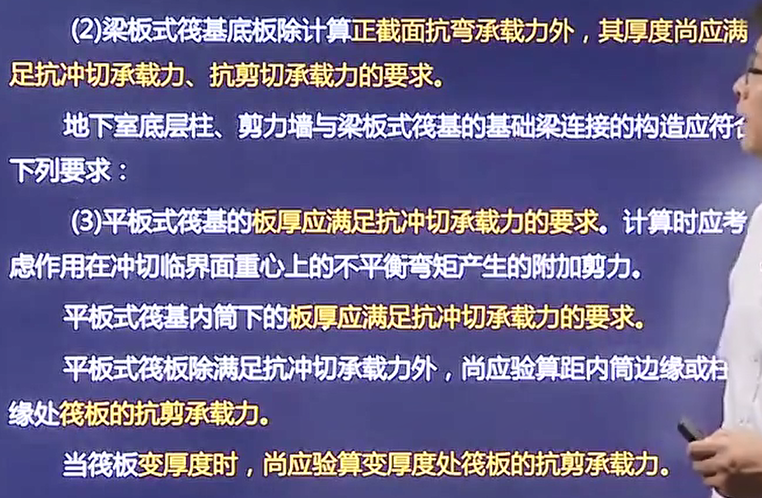 (2)梁板式筏基底板除计算正截面抗弯承载力外，其厚度尚应满
足抗冲切承载力、抗剪切承载力的要求。
地下室底层柱、剪力墙与梁板式筏基的基础梁连接的构造应符合
下列要求：
(3)平板式筏基的板厚应满足抗冲切承载力的要求。计算时应考
虑作用在冲切临界面重心上的不平衡弯矩产生的附加剪力。
平板式筏基内筒下的板厚应满足抗冲切承载力的要求。
平板式筏板除满足抗冲切承载力外，尚应验算距内筒边缘或柱
缘处筏板的抗剪承载力。
当筏板变厚度时，尚应验算变厚度处筏板的抗剪承载力。